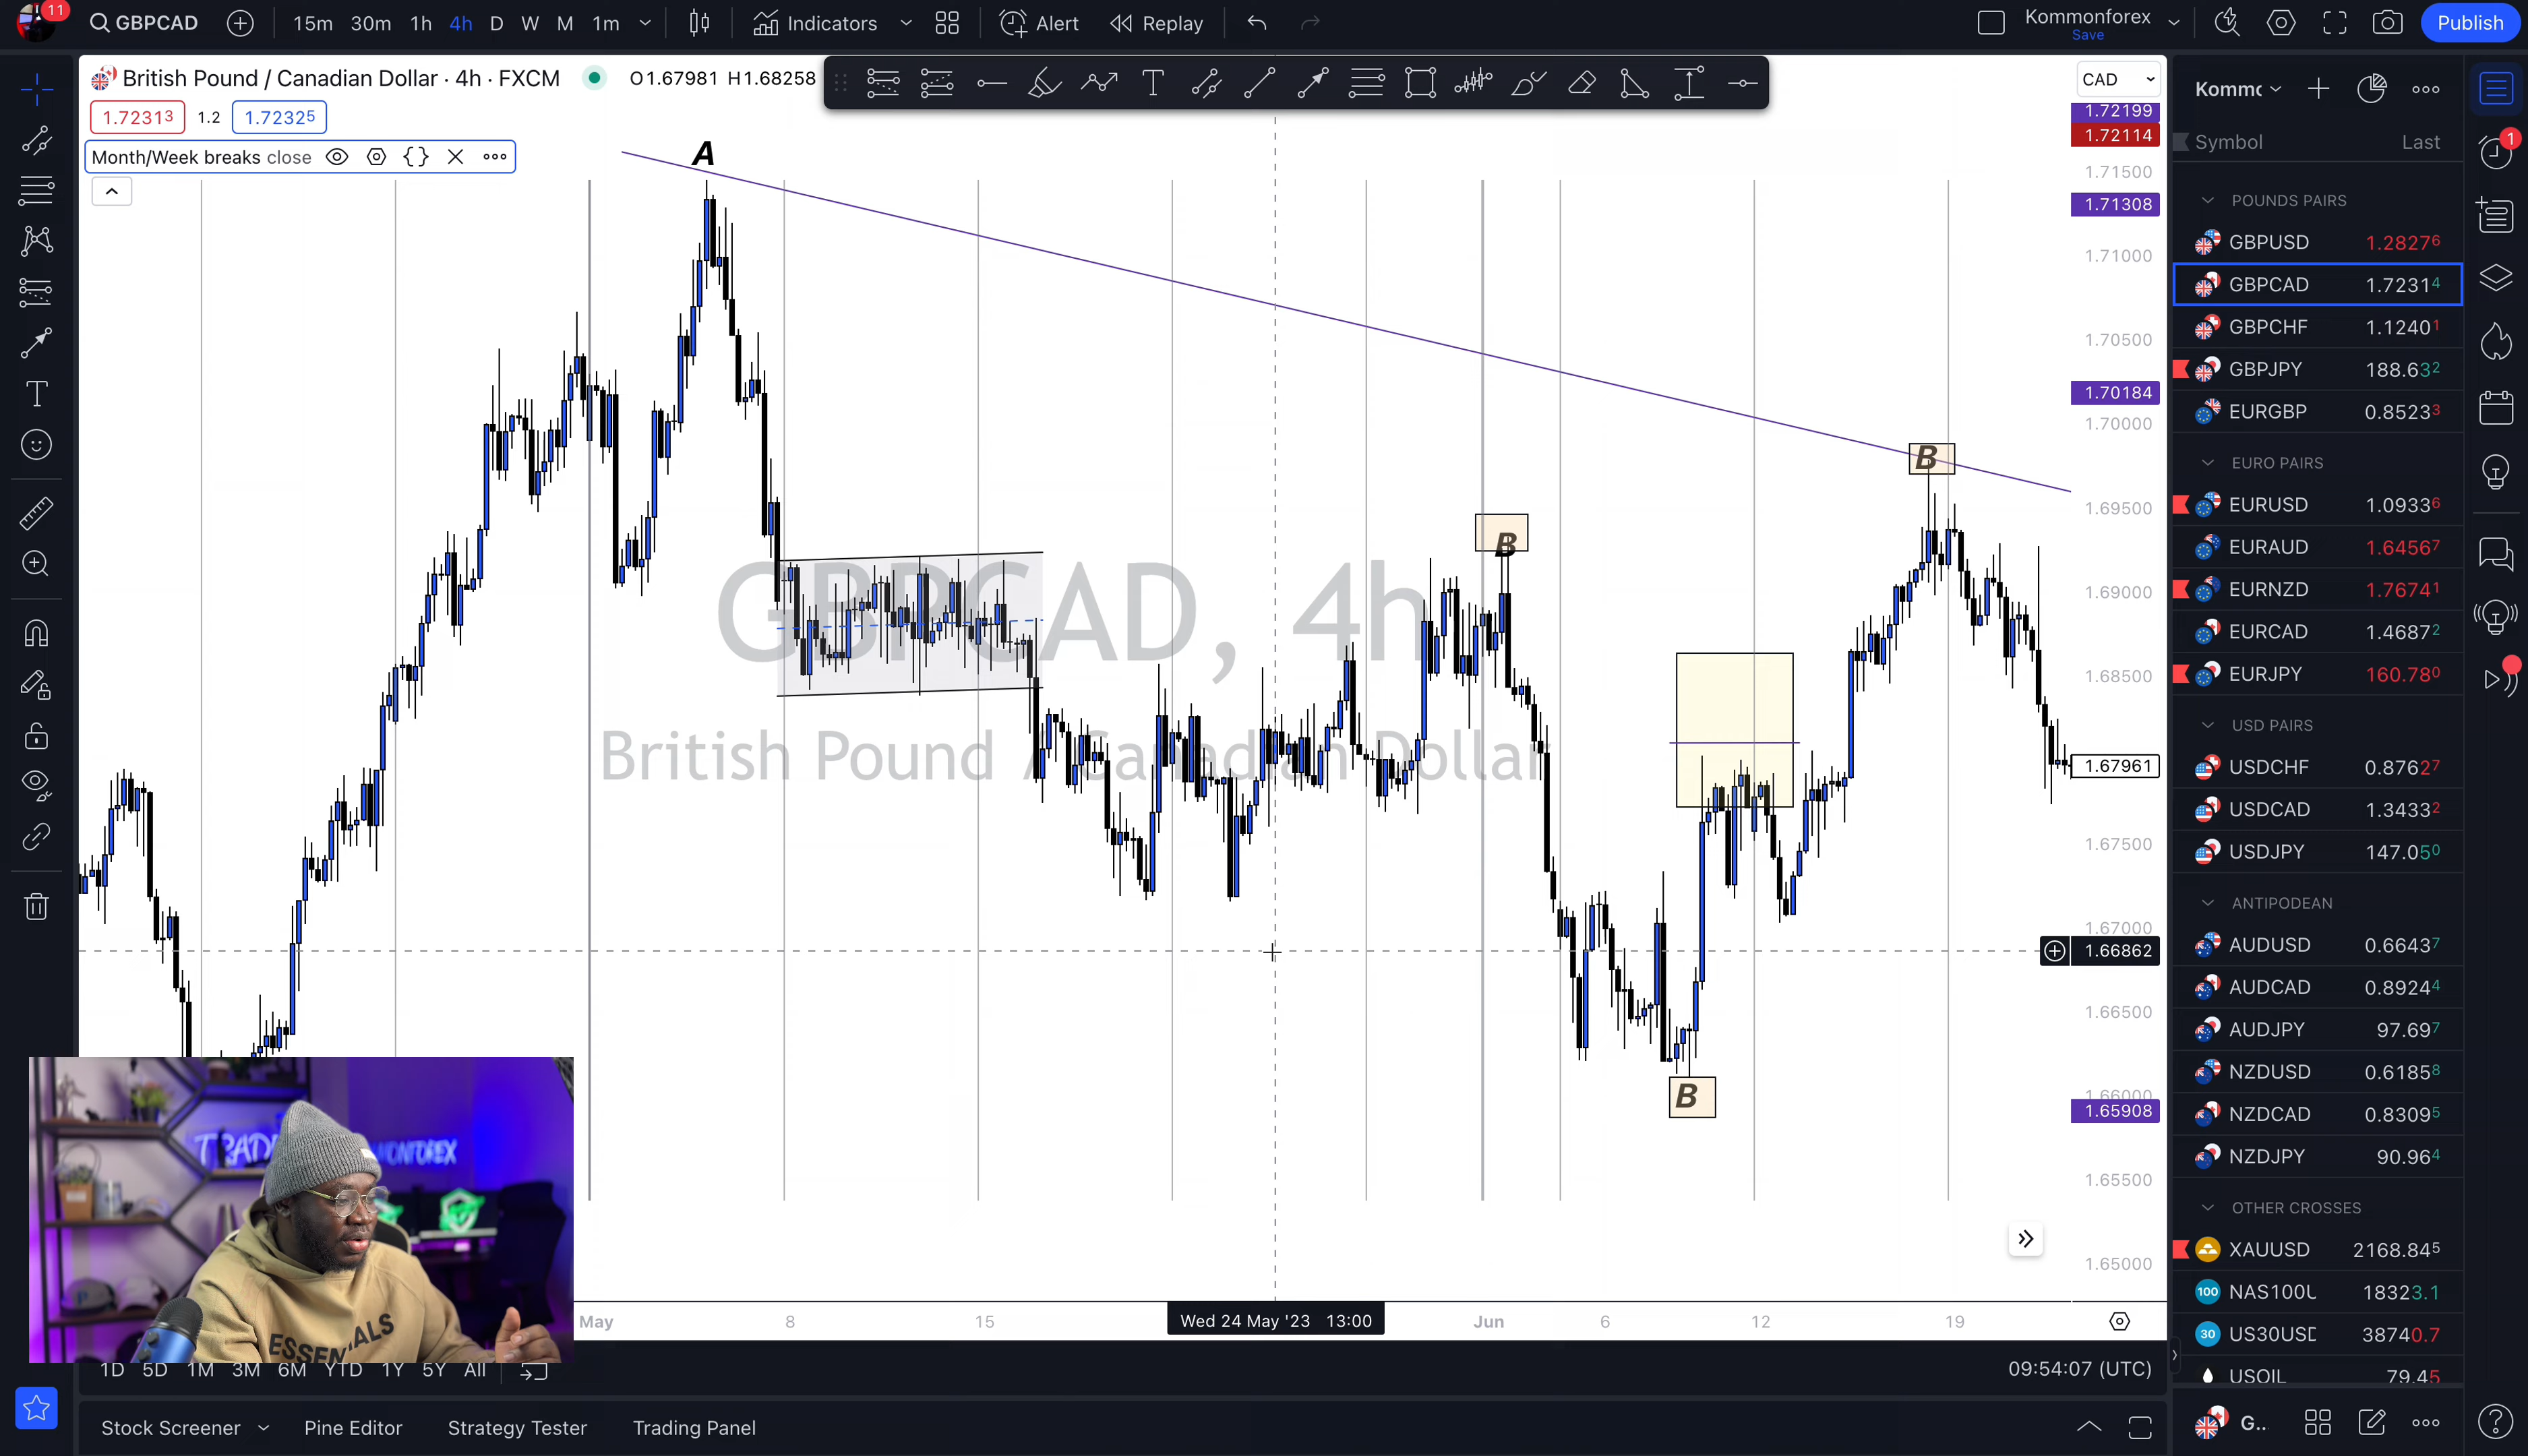 11
GBPCAD
15m 30m 1h 4h D W M 1m
Indicators
Alert
Replay
Kommonforex
Save
Publish
British Pound / Canadian Dollar · 4h · FXCM
O1.67981 H1.68258
1.72313 1.2 1.72325
Month/Week breaks close
A
B
B
B
GBPCAD, 4h
British Pound / Canadian Dollar
CAD
1.72199
1.72114
1.71500
1.71308
1.71000
1.70500
1.70184
1.70000
1.69500
1.69000
1.68500
1.67961
1.67500
1.67000
1.66862
1.66500
1.66000
1.65908
1.65500
1.65000
May 8 15 Wed 24 May '23 13:00 Jun 6 12 19
ESSENTIALS
1D 5D 1M 3M 6M YTD 1Y 5Y All
09:54:07 (UTC)
Stock Screener Pine Editor Strategy Tester Trading Panel
Symbol Last
POUNDS PAIRS
GBPUSD 1.28276
GBPCAD 1.72314
GBPCHF 1.12401
GBPJPY 188.632
EURGBP 0.85233
EURO PAIRS
EURUSD 1.09336
EURAUD 1.64567
EURNZD 1.76741
EURCAD 1.46872
EURJPY 160.780
USD PAIRS
USDCHF 0.87627
USDCAD 1.34332
USDJPY 147.050
ANTIPODEAN
AUDUSD 0.66437
AUDCAD 0.89244
AUDJPY 97.697
NZDUSD 0.61858
NZDCAD 0.83095
NZDJPY 90.964
OTHER CROSSES
XAUUSD 2168.845
100 NAS100U 18323.1
30 US30USD 38740.7
USOIL 79.45
G..
1